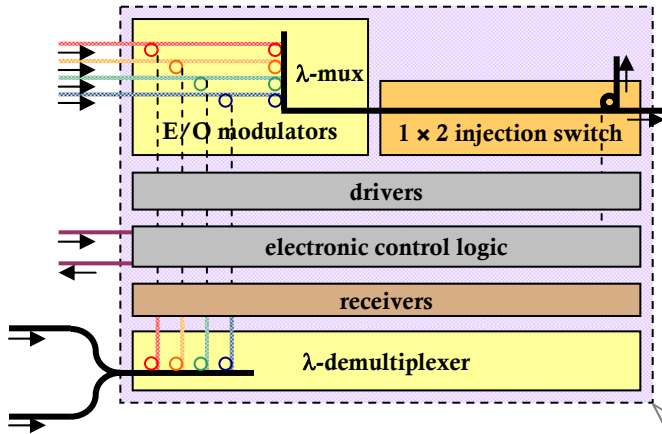 λ-mux
E/O modulators
1 × 2 injection switch
drivers
electronic control logic
receivers
λ-demultiplexer